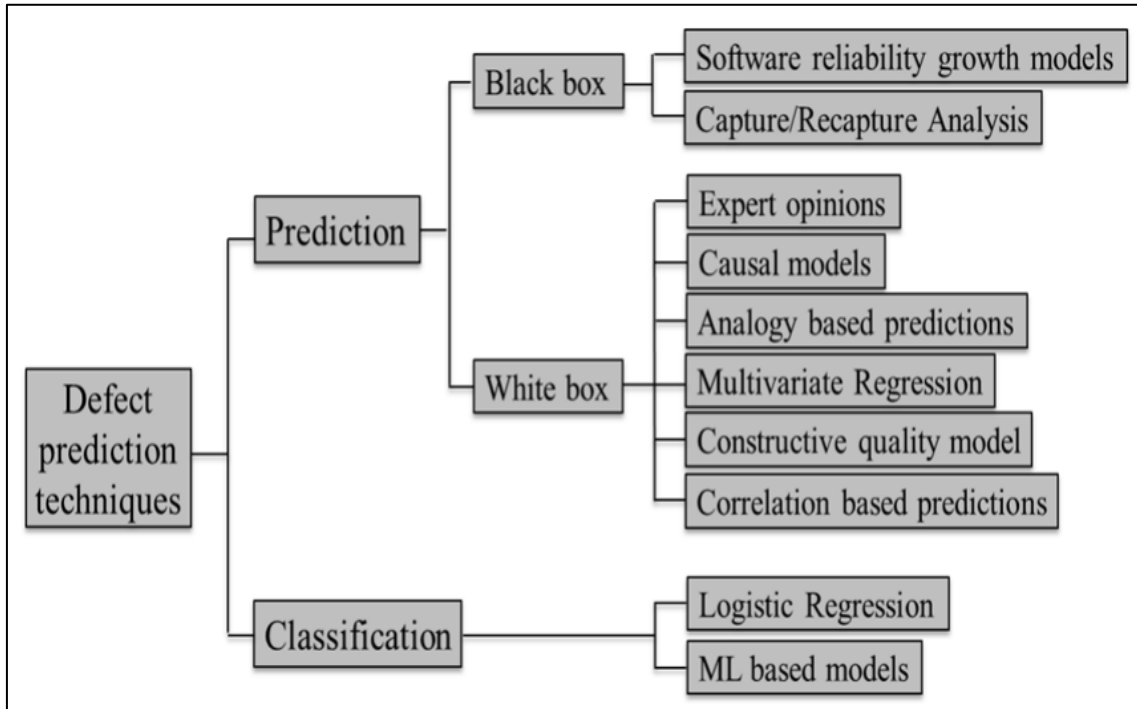 Software reliability growth models
Black box
Capture/Recapture Analysis
Expert opinions
Prediction
Causal models
Analogy based predictions
White box
Multivariate Regression
Defect
prediction
techniques
Constructive quality model
Correlation based predictions
Logistic Regression
Classification
ML based models